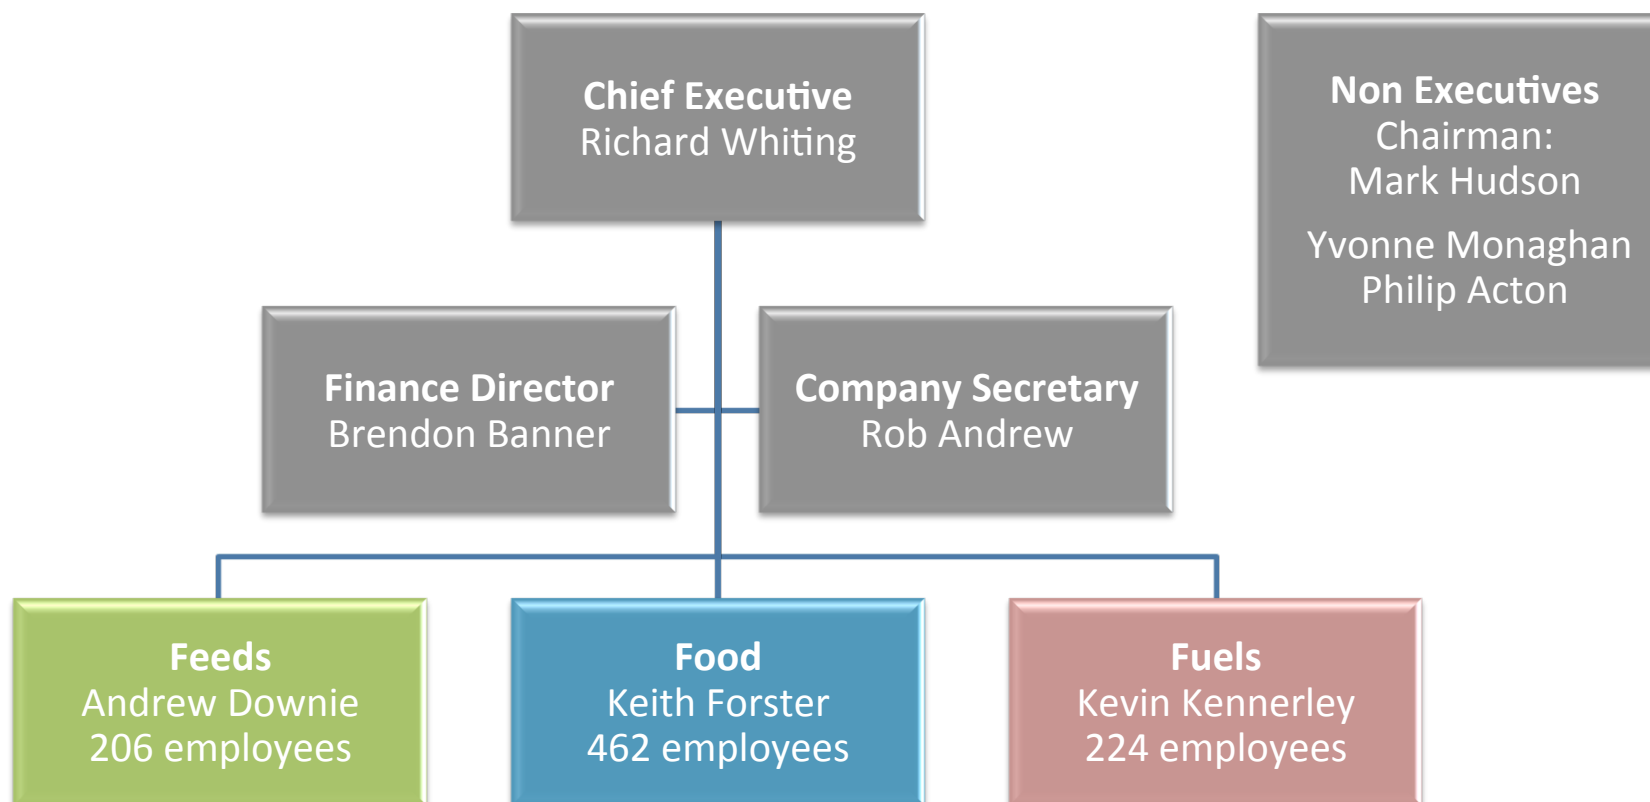 Chief Executive
Richard Whiting
Non Executives
Chairman:
Mark Hudson
Yvonne Monaghan
Philip Acton
Finance Director
Brendon Banner
Company Secretary
Rob Andrew
Feeds
Andrew Downie
206 employees
Food
Keith Forster
462 employees
Fuels
Kevin Kennerley
224 employees